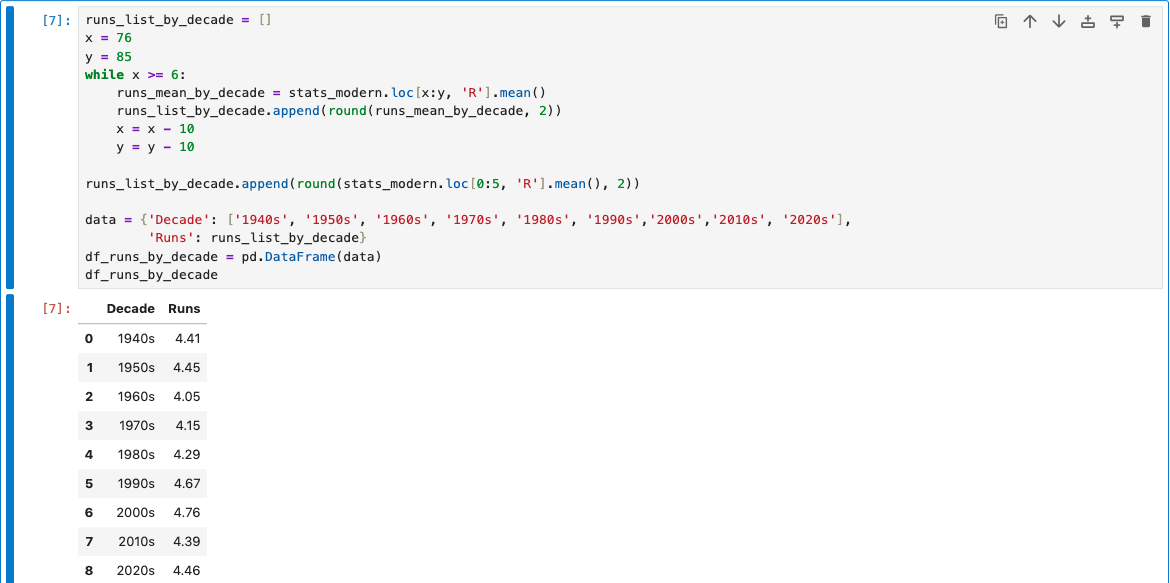 [7]: runs_list_by_decade = []
x = 76
y = 85
while x >= 6:
    runs_mean_by_decade = stats_modern.loc[x:y, 'R'].mean()
    runs_list_by_decade.append(round(runs_mean_by_decade, 2))
    x = x - 10
    y = y - 10
runs_list_by_decade.append(round(stats_modern.loc[0:5, 'R'].mean(), 2))
data = {'Decade': ['1940s', '1950s', '1960s', '1970s', '1980s', '1990s','2000s','2010s', '2020s'],
        'Runs': runs_list_by_decade}
df_runs_by_decade = pd.DataFrame(data)
df_runs_by_decade
[7]: Decade Runs
0 1940s 4.41
1 1950s 4.45
2 1960s 4.05
3 1970s 4.15
4 1980s 4.29
5 1990s 4.67
6 2000s 4.76
7 2010s 4.39
8 2020s 4.46